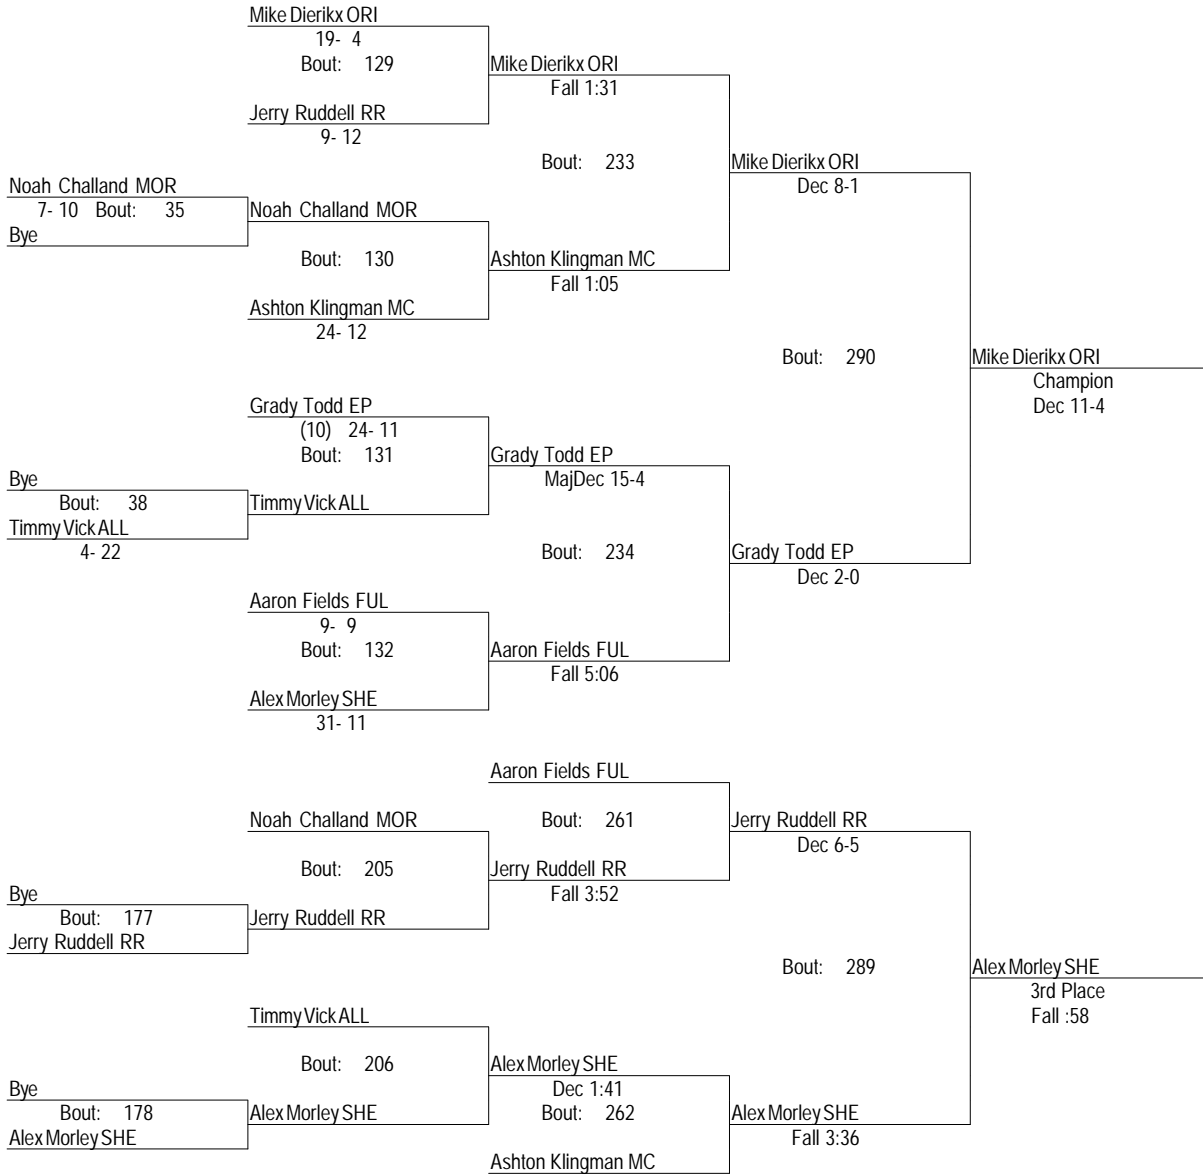 Mike Dierikx ORI
19- 4
Bout: 129
Mike Dierikx ORI
Fall 1:31
Jerry Ruddell RR
9- 12
Bout: 233
Mike Dierikx ORI
Dec 8-1
Noah Challand MOR
7- 10 Bout: 35
Noah Challand MOR
Bye
Bout: 130
Ashton Klingman MC
Fall 1:05
Ashton Klingman MC
24- 12
Bout: 290
Mike Dierikx ORI
Champion
Dec 11-4
Grady Todd EP
(10) 24- 11
Bout: 131
Grady Todd EP
MajDec 15-4
Bye
Bout: 38
Timmy Vick ALL
Timmy Vick ALL
4- 22
Bout: 234
Grady Todd EP
Dec 2-0
Aaron Fields FUL
9- 9
Bout: 132
Aaron Fields FUL
Fall 5:06
Alex Morley SHE
31- 11
Aaron Fields FUL
Noah Challand MOR
Bout: 261
Jerry Ruddell RR
Dec 6-5
Bout: 205
Jerry Ruddell RR
Fall 3:52
Bye
Bout: 177
Jerry Ruddell RR
Jerry Ruddell RR
Bout: 289
Alex Morley SHE
3rd Place
Fall :58
Timmy Vick ALL
Bout: 206
Alex Morley SHE
Dec 1:41
Bye
Bout: 178
Alex Morley SHE
Bout: 262
Alex Morley SHE
Fall 3:36
Alex Morley SHE
Ashton Klingman MC